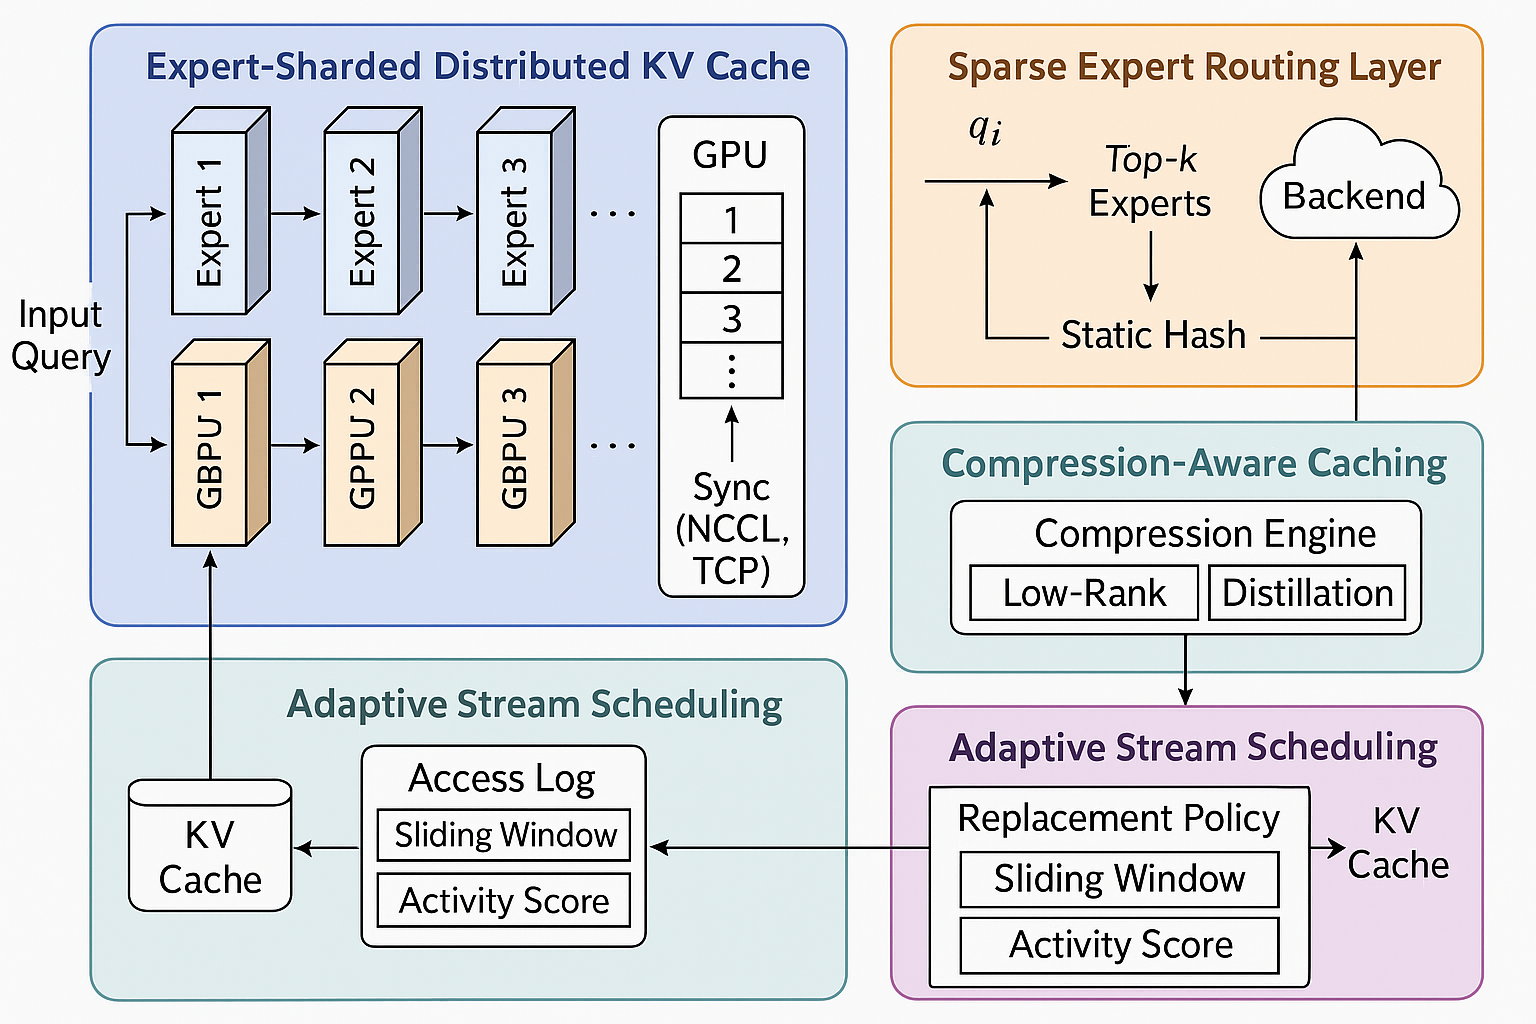 Expert-Sharded Distributed KV Cache
Input
Query
Expert 1
Expert 2
Expert 3
...
GBPU 1
GPPU 2
GBPU 3
...
GPU
1
2
3
⋮
Sync
(NCCL,
TCP)
Sparse Expert Routing Layer
qi
Top-k
Experts
Static Hash
Backend
Compression-Aware Caching
Compression Engine
Low-Rank
Distillation
Adaptive Stream Scheduling
KV
Cache
Access Log
Sliding Window
Activity Score
Adaptive Stream Scheduling
Replacement Policy
Sliding Window
Activity Score
KV
Cache